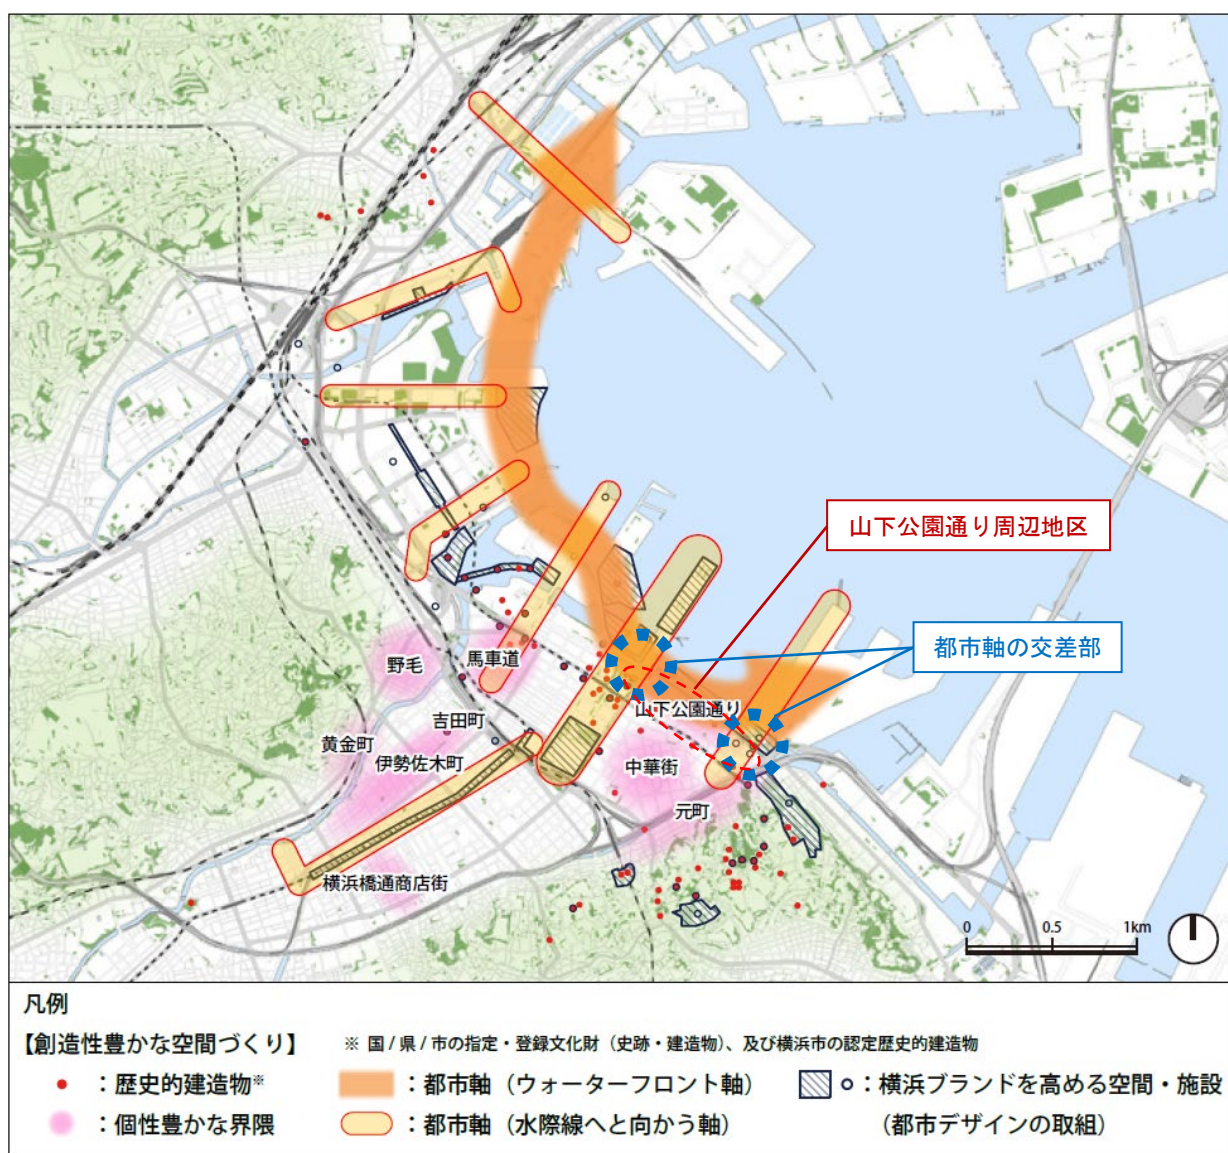 山下公園通り周辺地区
都市軸の交差部
野毛
馬車道
吉田町
山下公園通り
黄金町
伊勢佐木町
中華街
元町
横浜橋通商店街
0 0.5 1km
凡例
【創造性豊かな空間づくり】 ※ 国 / 県 / 市の指定・登録文化財（史跡・建造物）、及び横浜市の認定歴史的建造物
：歴史的建造物※ ：都市軸（ウォーターフロント軸） ：横浜ブランドを高める空間・施設
：個性豊かな界隈 ：都市軸（水際線へと向かう軸） （都市デザインの取組）